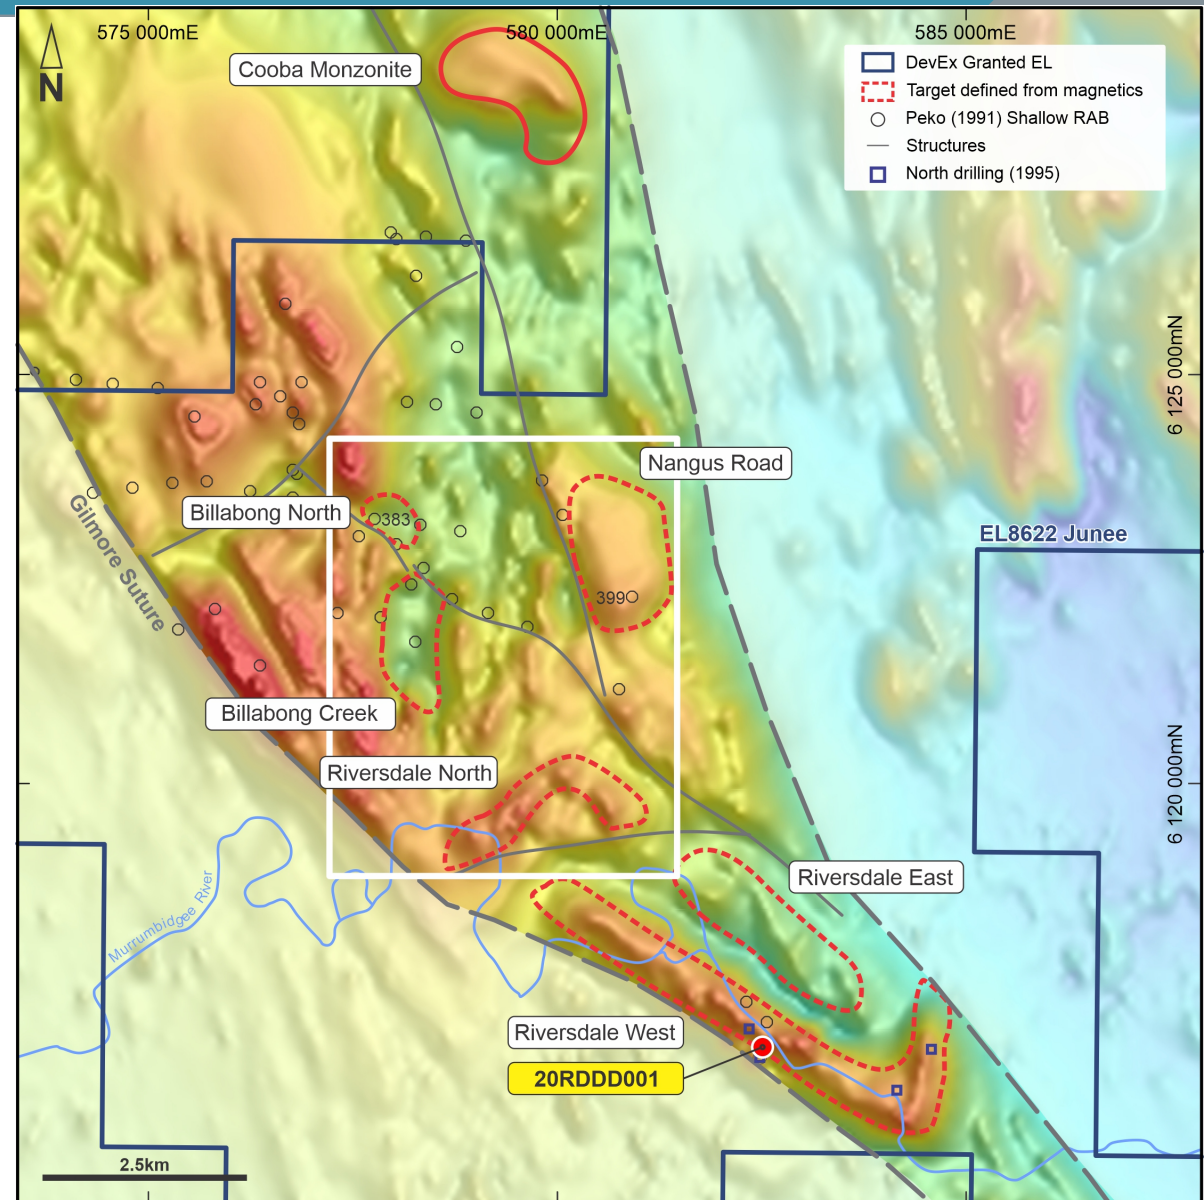 575 000mE
580 000mE
585 000mE
N
Cooba Monzonite
DevEx Granted EL
Target defined from magnetics
Peko (1991) Shallow RAB
Structures
North drilling (1995)
6 125 000mN
Nangus Road
Billabong North
383
Gilmore Suture
EL8622 Junee
399
Billabong Creek
Riversdale North
6 120 000mN
Riversdale East
Murrumbidgee River
Riversdale West
20RDDD001
2.5km